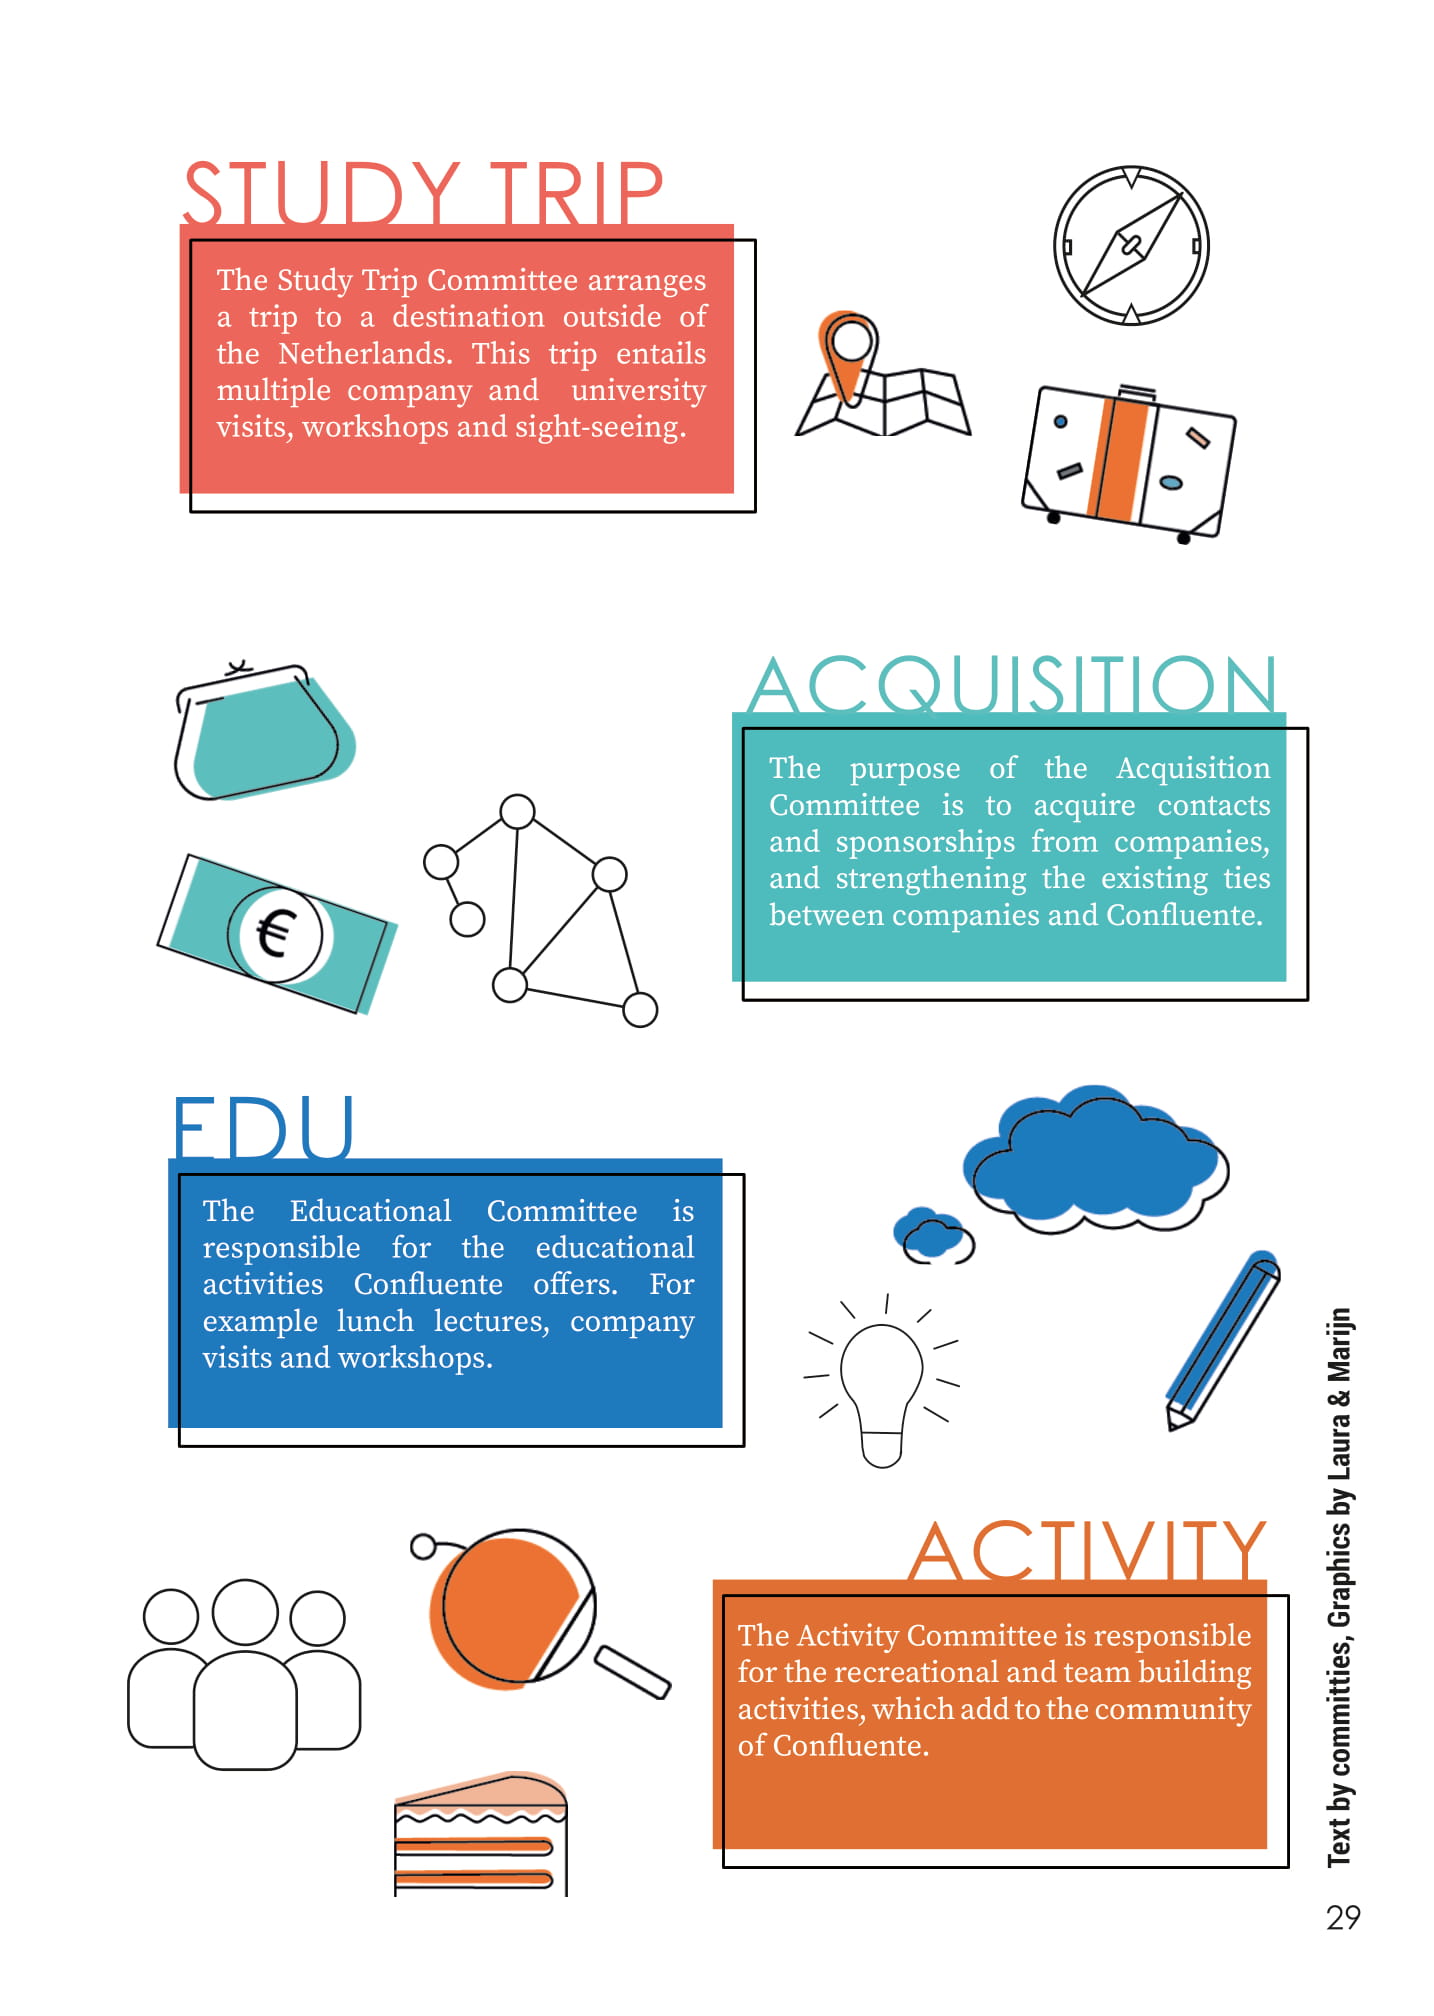 STUDY TRIP
The Study Trip Committee arranges
a trip to a destination outside of
the Netherlands. This trip entails
multiple company and university
visits, workshops and sight-seeing.
ACQUISITION
The purpose of the Acquisition
Committee is to acquire contacts
and sponsorships from companies,
and strengthening the existing ties
between companies and Confluente.
€
EDU
The Educational Committee is
responsible for the educational
activities Confluente offers. For
example lunch lectures, company
visits and workshops.
ACTIVITY
The Activity Committee is responsible
for the recreational and team building
activities, which add to the community
of Confluente.
Text by committies, Graphics by Laura & Marijn
29